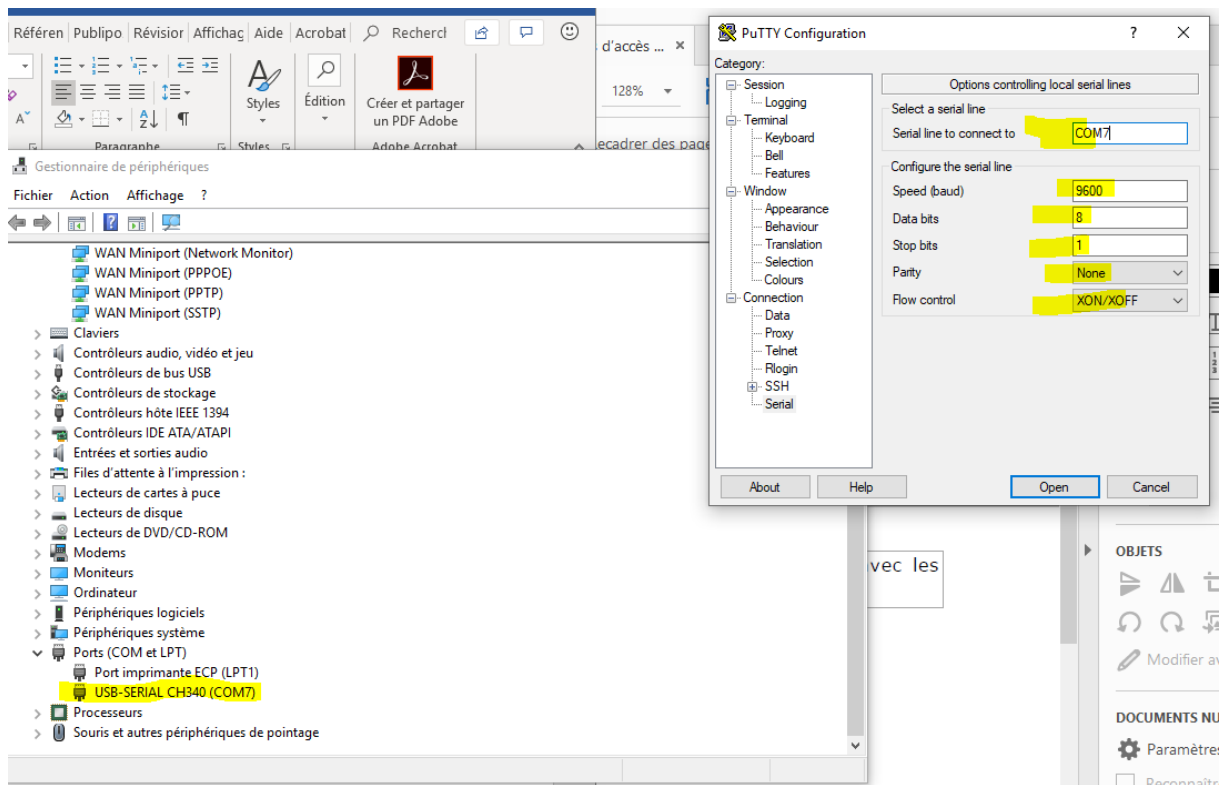 Référen Publipo Révisior Affichag Aide Acrobat Recherch
d'accès ... ×
128%
Styles
Édition
Créer et partager
un PDF Adobe
Paragraphe Styles Adobe Acrobat
ecadrer des page
Gestionnaire de périphériques
Fichier Action Affichage ?
WAN Miniport (Network Monitor)
WAN Miniport (PPPOE)
WAN Miniport (PPTP)
WAN Miniport (SSTP)
Claviers
Contrôleurs audio, vidéo et jeu
Contrôleurs de bus USB
Contrôleurs de stockage
Contrôleurs hôte IEEE 1394
Contrôleurs IDE ATA/ATAPI
Entrées et sorties audio
Files d'attente à l'impression :
Lecteurs de cartes à puce
Lecteurs de disque
Lecteurs de DVD/CD-ROM
Modems
Moniteurs
Ordinateur
Périphériques logiciels
Périphériques système
Ports (COM et LPT)
Port imprimante ECP (LPT1)
USB-SERIAL CH340 (COM7)
Processeurs
Souris et autres périphériques de pointage
PuTTY Configuration ? ×
Category:
Session
Logging
Terminal
Keyboard
Bell
Features
Window
Appearance
Behaviour
Translation
Selection
Colours
Connection
Data
Proxy
Telnet
Rlogin
SSH
Serial
Options controlling local serial lines
Select a serial line
Serial line to connect to COM7
Configure the serial line
Speed (baud) 9600
Data bits 8
Stop bits 1
Parity None
Flow control XON/XOFF
About Help Open Cancel
vec les
OBJETS
Modifier av
DOCUMENTS NU
Paramètres
Reconnaîtr